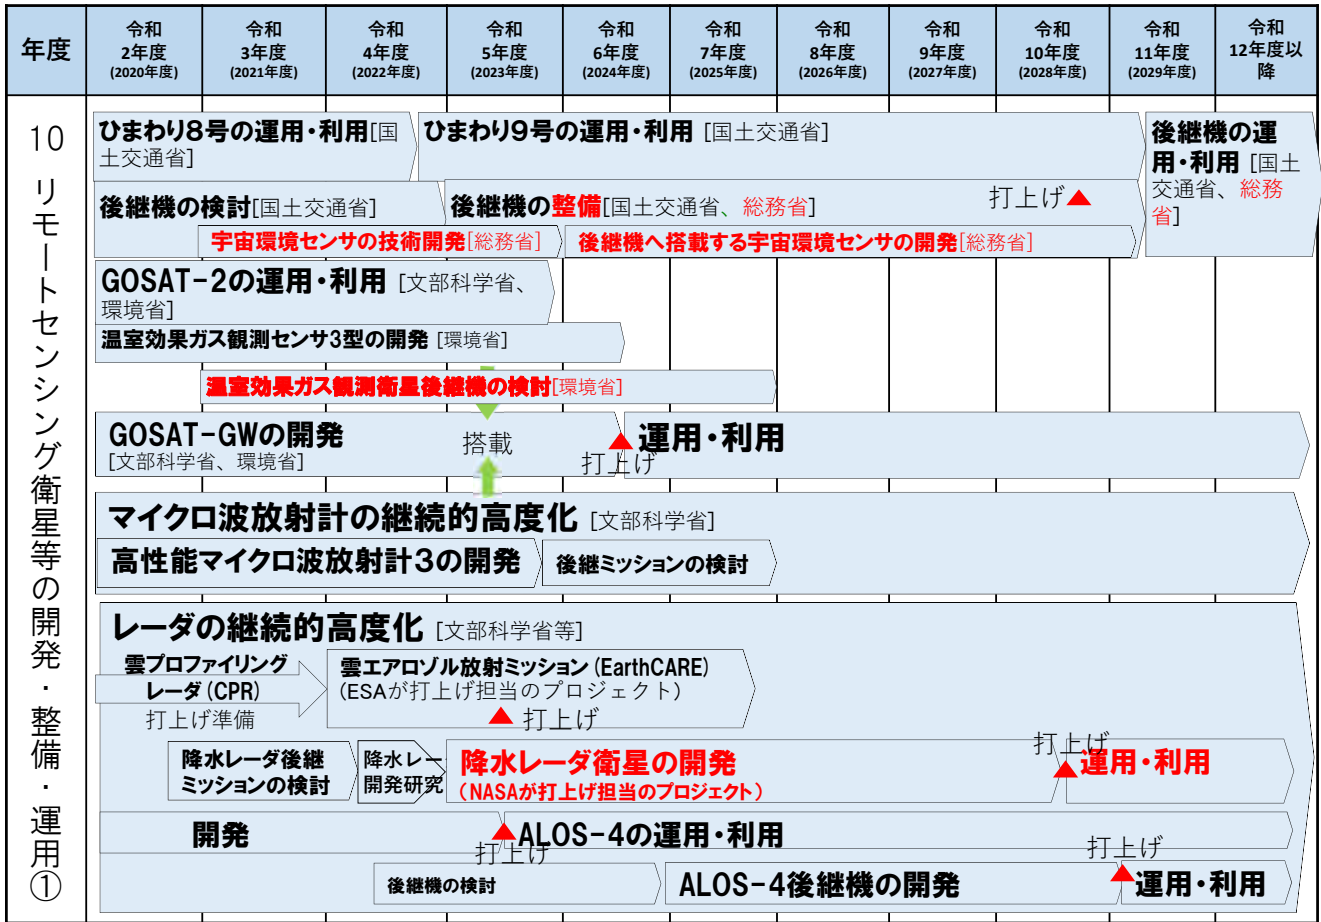 年度
令和
2年度
(2020年度)
令和
3年度
(2021年度)
令和
4年度
(2022年度)
令和
5年度
(2023年度)
令和
6年度
(2024年度)
令和
7年度
(2025年度)
令和
8年度
(2026年度)
令和
9年度
(2027年度)
令和
10年度
(2028年度)
令和
11年度
(2029年度)
令和
12年度以
降
10 リモートセンシング衛星等の開発・整備・運用①
ひまわり8号の運用・利用[国
土交通省]
ひまわり9号の運用・利用 [国土交通省]
後継機の運
用・利用 [国土
交通省、総務
省]
後継機の検討[国土交通省]
後継機の整備[国土交通省、総務省]
打上げ
宇宙環境センサの技術開発[総務省]
後継機へ搭載する宇宙環境センサの開発[総務省]
GOSAT-2の運用・利用 [文部科学省、
環境省]
温室効果ガス観測センサ3型の開発 [環境省]
温室効果ガス観測衛星後継機の検討[環境省]
GOSAT-GWの開発
[文部科学省、環境省]
搭載
打上げ
運用・利用
マイクロ波放射計の継続的高度化 [文部科学省]
高性能マイクロ波放射計3の開発
後継ミッションの検討
レーダの継続的高度化 [文部科学省等]
雲プロファイリング
レーダ(CPR)
打上げ準備
雲エアロゾル放射ミッション(EarthCARE)
(ESAが打上げ担当のプロジェクト)
打上げ
降水レーダ後継
ミッションの検討
降水レー
開発研究
降水レーダ衛星の開発
(NASAが打上げ担当のプロジェクト)
打上げ
運用・利用
開発
打上げ
ALOS-4の運用・利用
後継機の検討
ALOS-4後継機の開発
打上げ
運用・利用